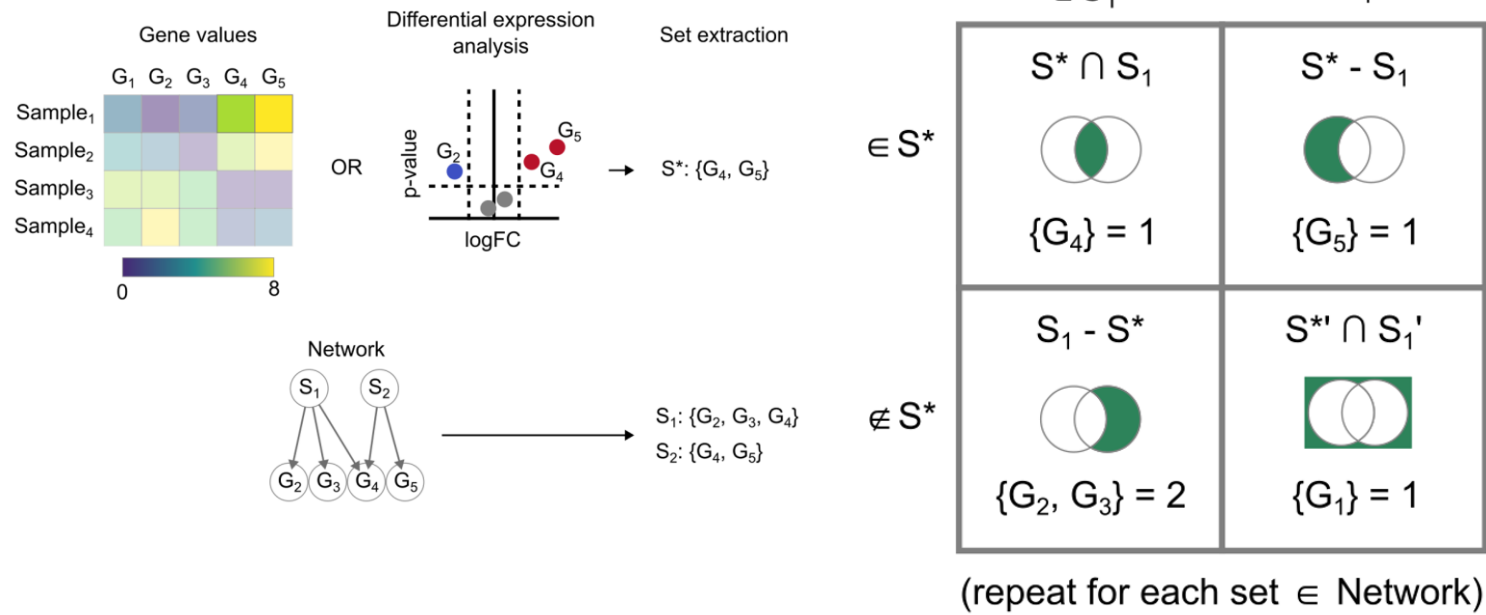 Gene values
G₁ G₂ G₃ G₄ G₅
Sample₁
Sample₂
Sample₃
Sample₄
0 8
OR
Differential expression
analysis
p-value
G₂
G₅
G₄
logFC
Set extraction
S*: {G₄, G₅}
Network
S₁ S₂
G₂ G₃ G₄ G₅
S₁: {G₂, G₃, G₄}
S₂: {G₄, G₅}
∈ S*
S* ∩ S₁
{G₄} = 1
S* - S₁
{G₅} = 1
∉ S*
S₁ - S*
{G₂, G₃} = 2
S*' ∩ S₁'
{G₁} = 1
(repeat for each set ∈ Network)